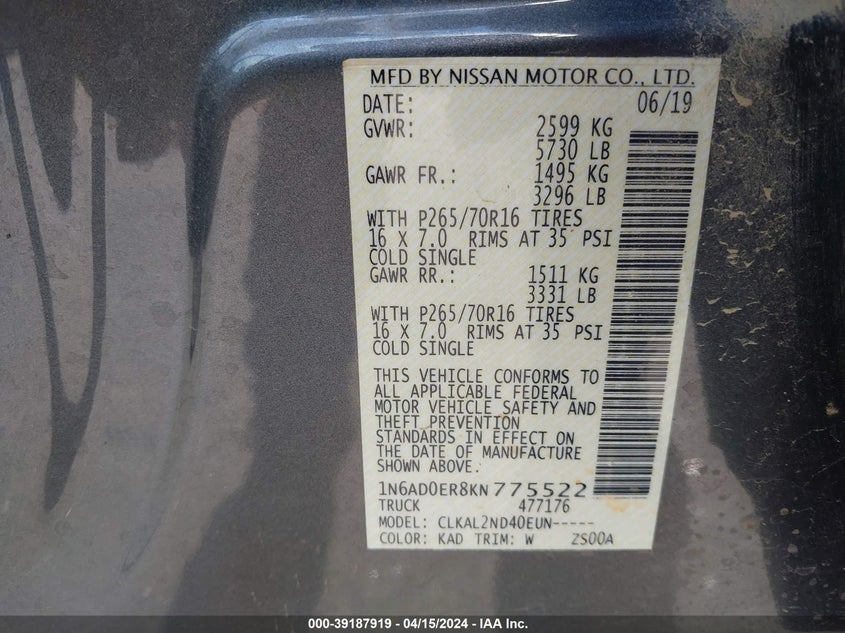 MFD BY NISSAN MOTOR CO., LTD.
DATE: 06/19
GVWR: 2599 KG
5730 LB
GAWR FR.: 1495 KG
3296 LB
WITH P265/70R16 TIRES
16 X 7.0 RIMS AT 35 PSI
COLD SINGLE
GAWR RR.: 1511 KG
3331 LB
WITH P265/70R16 TIRES
16 X 7.0 RIMS AT 35 PSI
COLD SINGLE
THIS VEHICLE CONFORMS TO
ALL APPLICABLE FEDERAL
MOTOR VEHICLE SAFETY AND
THEFT PREVENTION
STANDARDS IN EFFECT ON
THE DATE OF MANUFACTURE
SHOWN ABOVE.
1N6AD0ER8KN775522
TRUCK 477176
MODEL: CLKAL2ND40EUN-----
COLOR: KAD TRIM: W ZS00A
000-39187919 - 04/15/2024 - IAA Inc.